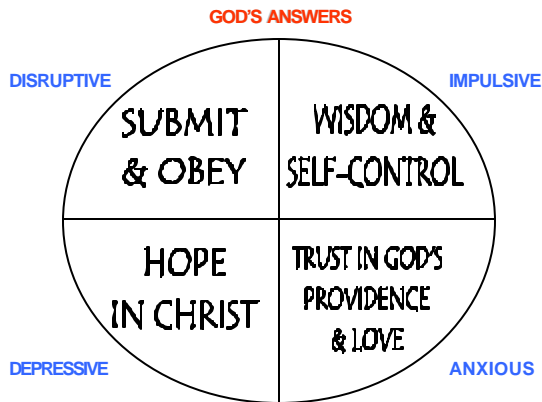 GOD'S ANSWERS
DISRUPTIVE
IMPULSIVE
SUBMIT
& OBEY
WISDOM &
SELF-CONTROL
HOPE
IN CHRIST
TRUST IN GOD'S
PROVIDENCE
& LOVE
DEPRESSIVE
ANXIOUS